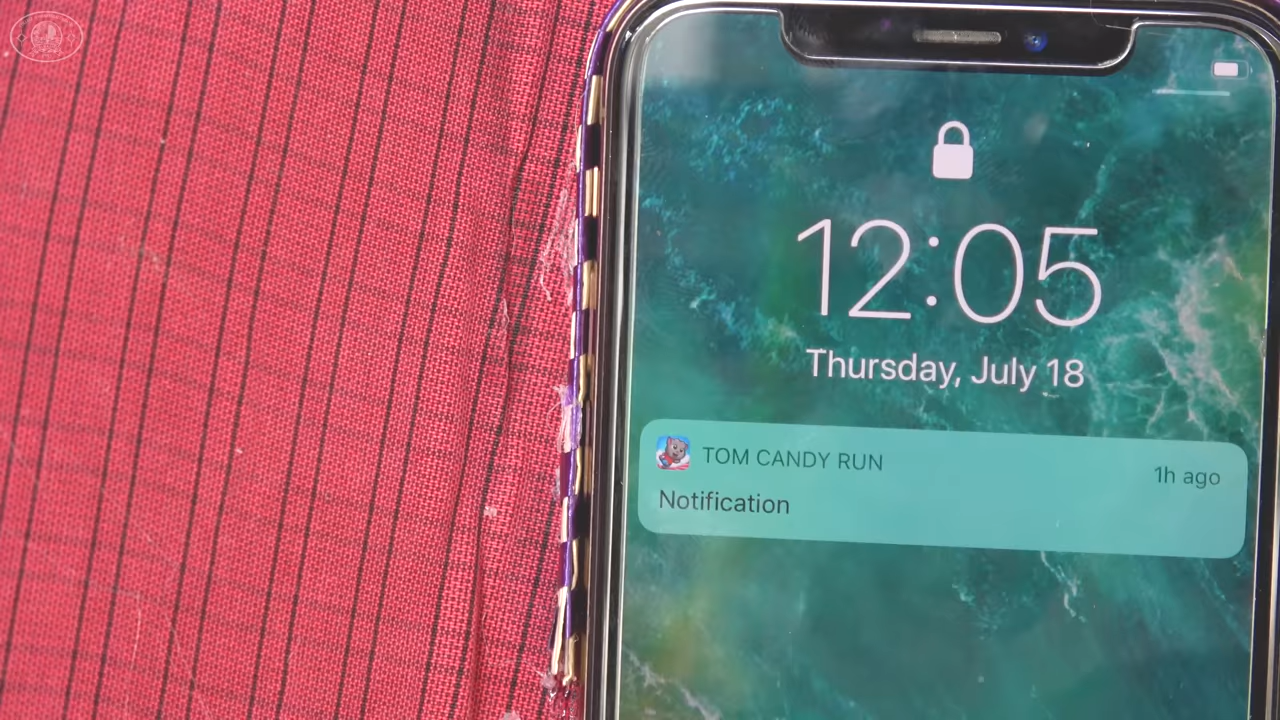 12:05
Thursday, July 18
TOM CANDY RUN
1h ago
Notification